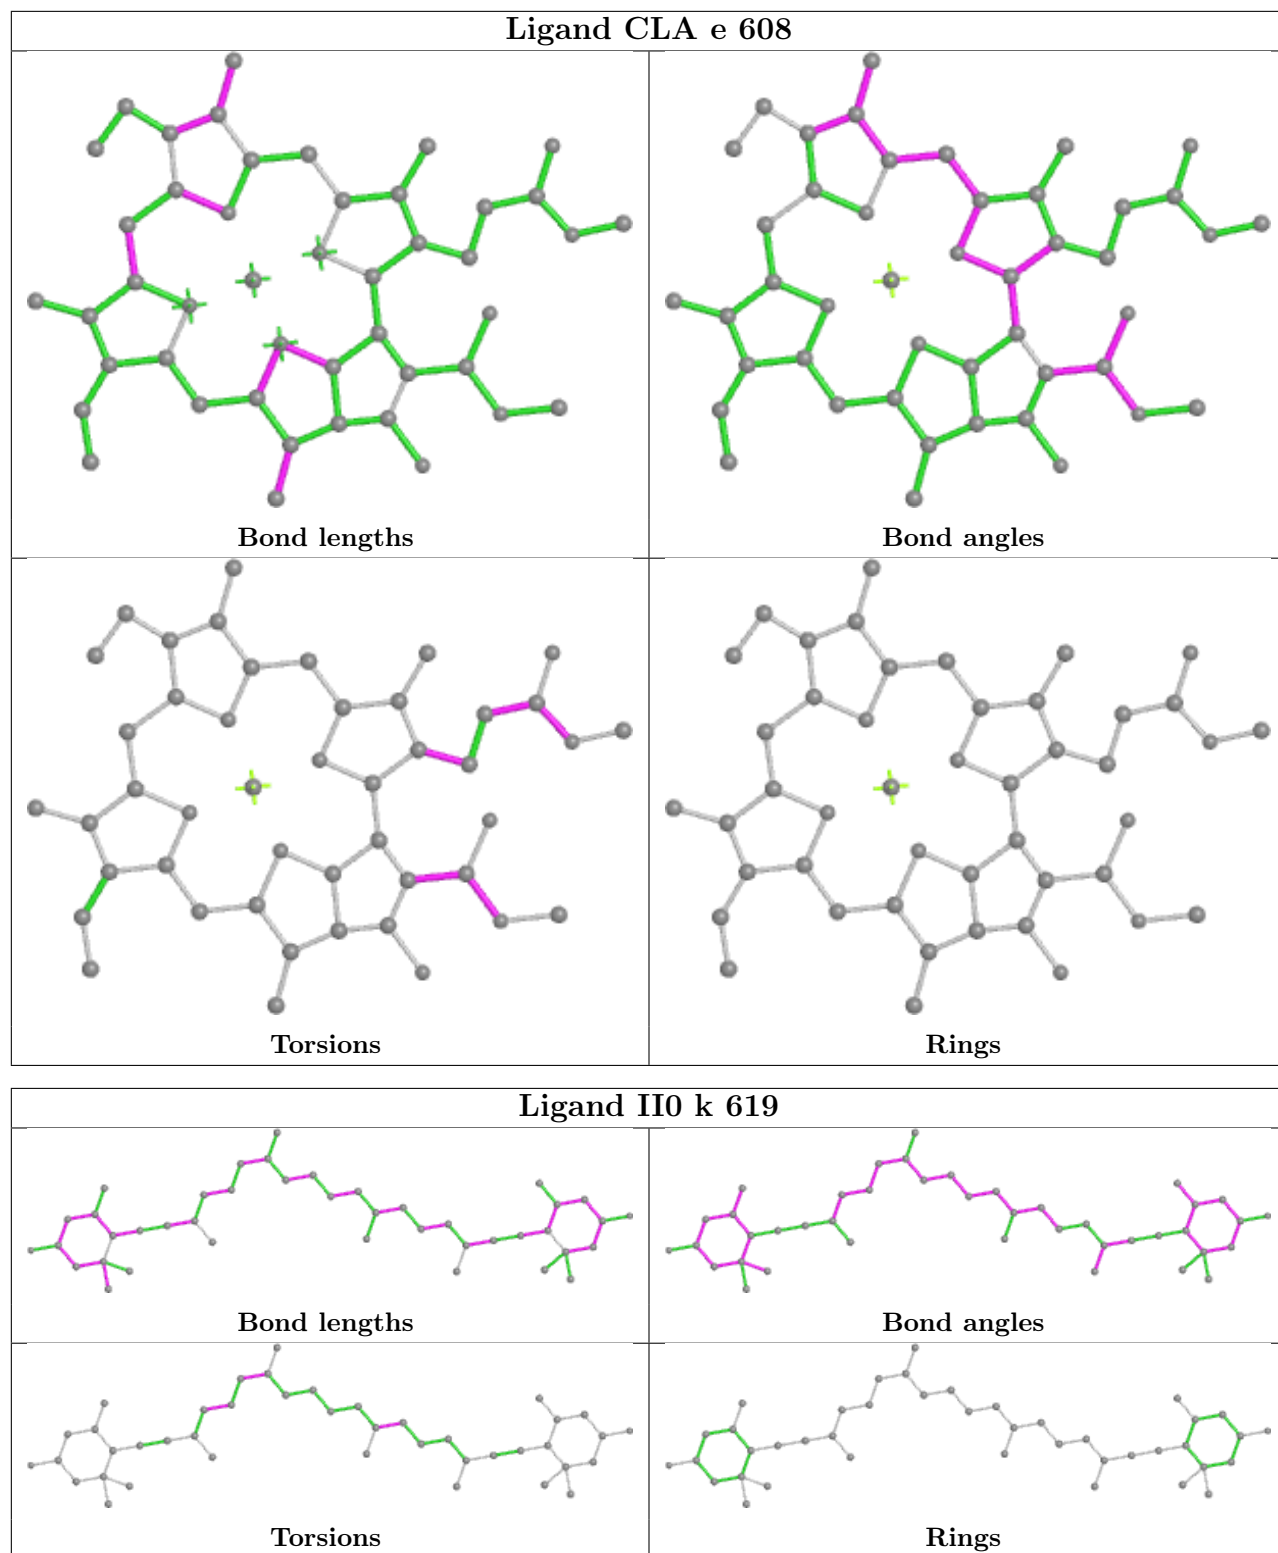 Ligand CLA e 608
Bond lengths
Bond angles
Torsions
Rings
Ligand II0 k 619
Bond lengths
Bond angles
Torsions
Rings